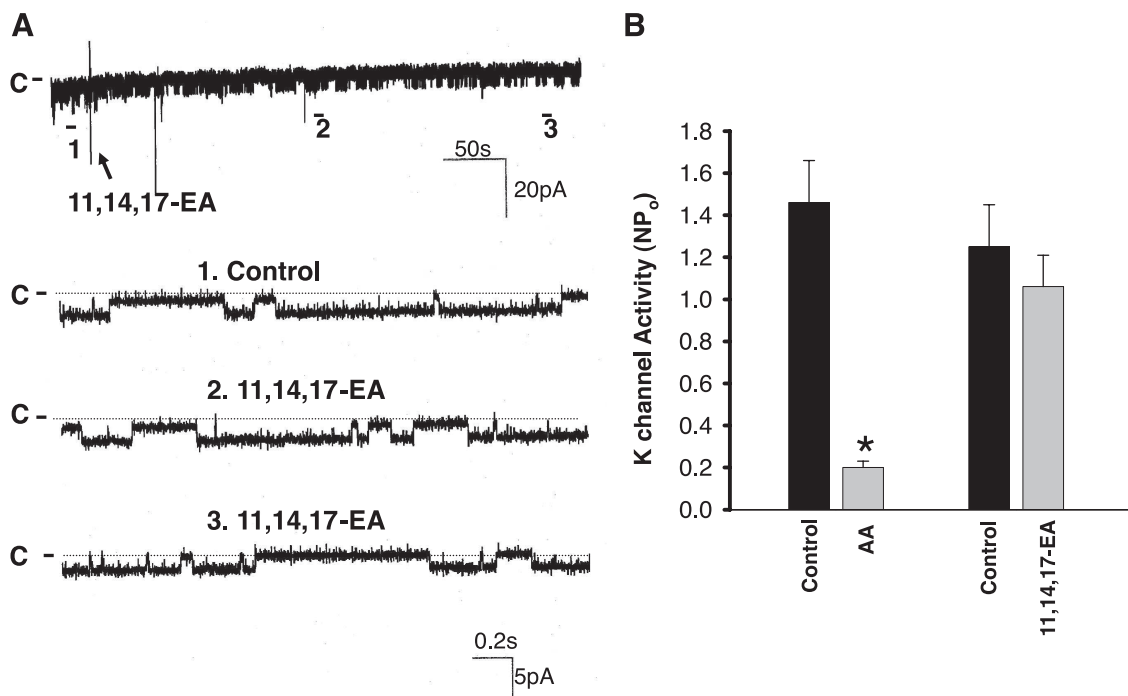 A
C
1
2
3
11,14,17-EA
50s
20pA
1. Control
C
2. 11,14,17-EA
C
3. 11,14,17-EA
C
0.2s
5pA
B
K channel Activity (NPo)
1.8
1.6
1.4
1.2
1.0
0.8
0.6
0.4
0.2
0.0
*
Control
AA
Control
11,14,17-EA